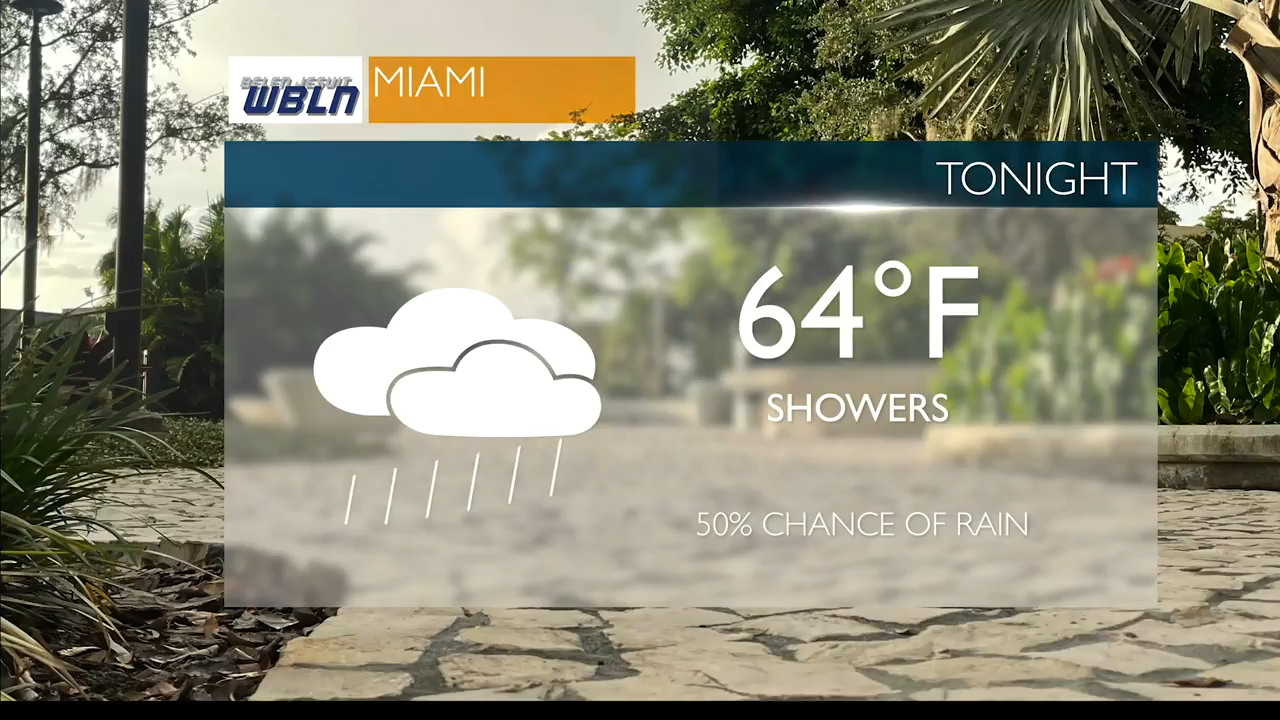 BELEN JESUIT
WBLN
MIAMI
TONIGHT
64°F
SHOWERS
50% CHANCE OF RAIN